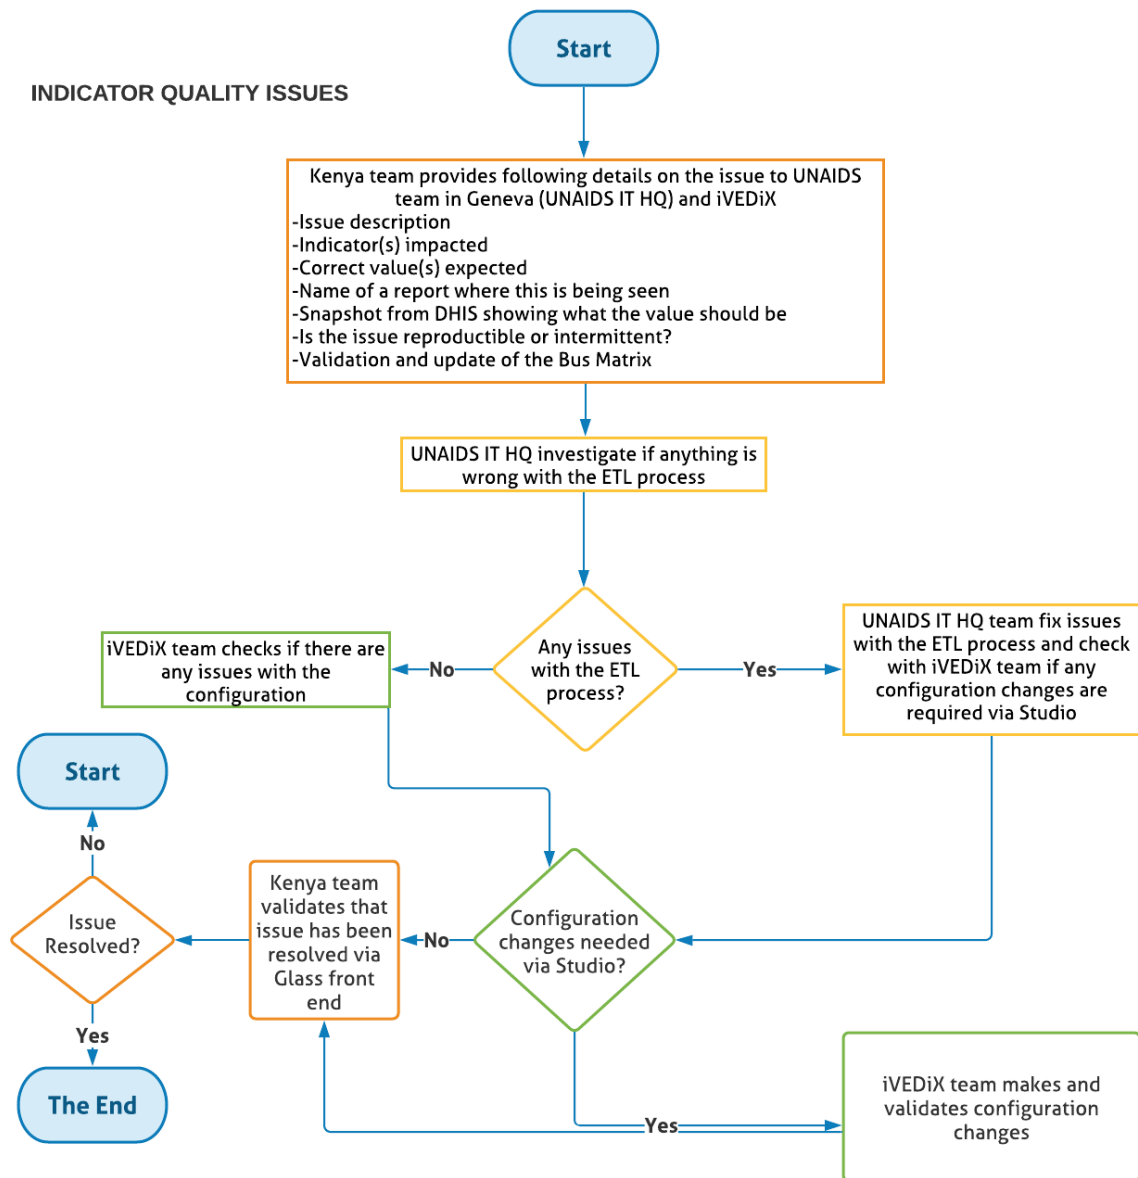 Start
INDICATOR QUALITY ISSUES
Kenya team provides following details on the issue to UNAIDS
team in Geneva (UNAIDS IT HQ) and iVEDiX
-Issue description
-Indicator(s) impacted
-Correct value(s) expected
-Name of a report where this is being seen
-Snapshot from DHIS showing what the value should be
-Is the issue reproductible or intermittent?
-Validation and update of the Bus Matrix
UNAIDS IT HQ investigate if anything is
wrong with the ETL process
Any issues
with the ETL
process?
No
Yes
iVEDiX team checks if there are
any issues with the
configuration
UNAIDS IT HQ team fix issues
with the ETL process and check
with iVEDiX team if any
configuration changes are
required via Studio
Configuration
changes needed
via Studio?
No
Yes
Kenya team
validates that
issue has been
resolved via
Glass front
end
iVEDiX team makes and
validates configuration
changes
Issue
Resolved?
No
Start
Yes
The End